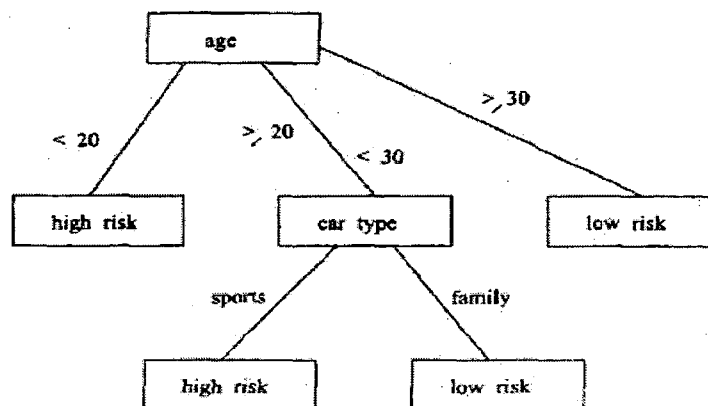 age
< 20
≥ 20
< 30
≥ 30
high risk
car type
low risk
sports
family
high risk
low risk